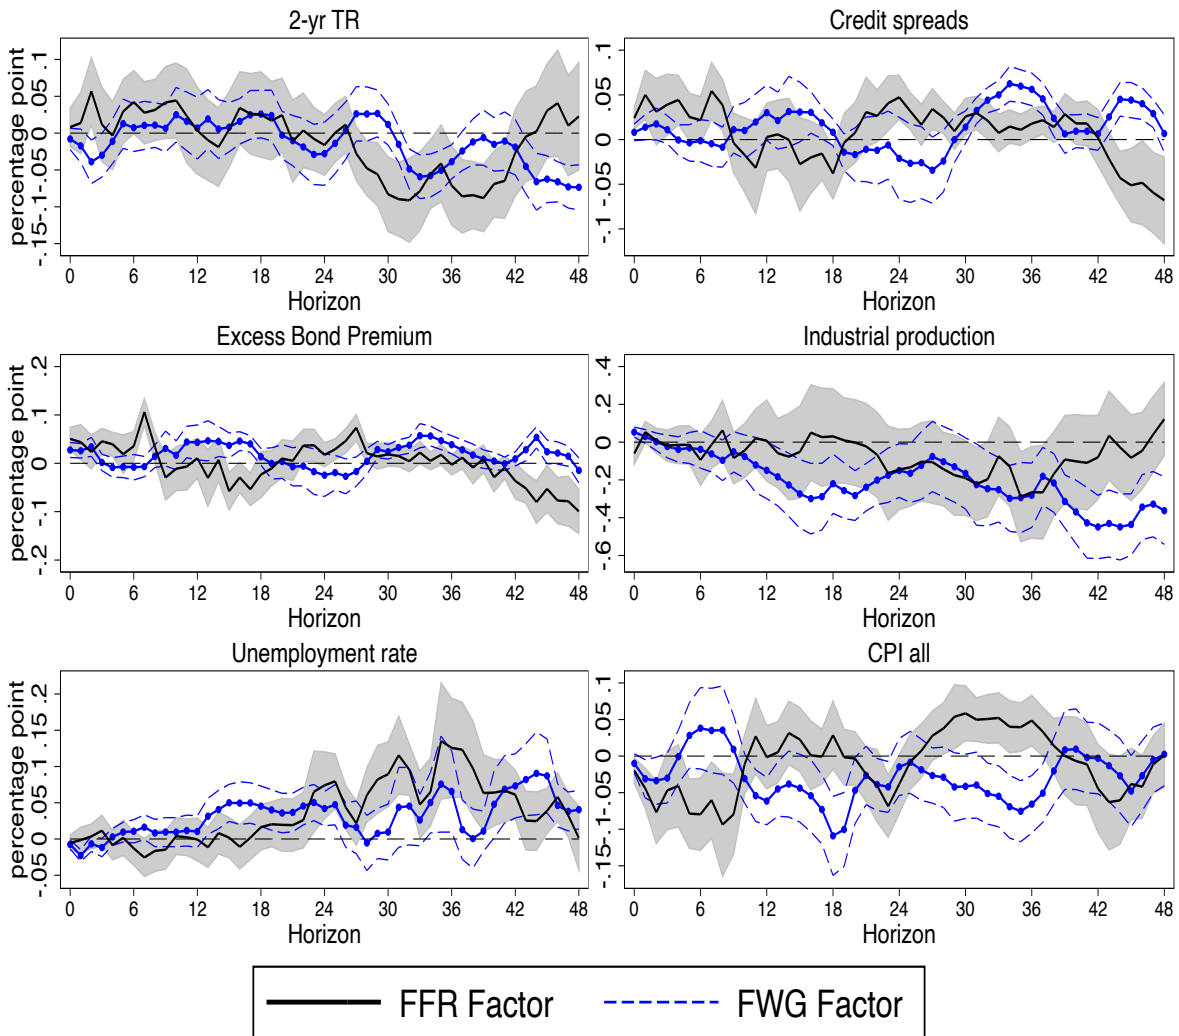 2-yr TR
percentage point
.1
.05
0
-.05
-.1
-.15
0 6 12 18 24 30 36 42 48
Horizon
Credit spreads
.1
.05
0
-.05
-.1
0 6 12 18 24 30 36 42 48
Horizon
Excess Bond Premium
percentage point
.2
.1
0
-.1
-.2
0 6 12 18 24 30 36 42 48
Horizon
Industrial production
.4
.2
0
-.2
-.4
-.6
0 6 12 18 24 30 36 42 48
Horizon
Unemployment rate
percentage point
.2
.15
.1
.05
0
-.05
0 6 12 18 24 30 36 42 48
Horizon
CPI all
.1
.05
0
-.05
-.1
-.15
0 6 12 18 24 30 36 42 48
Horizon
FFR Factor
FWG Factor